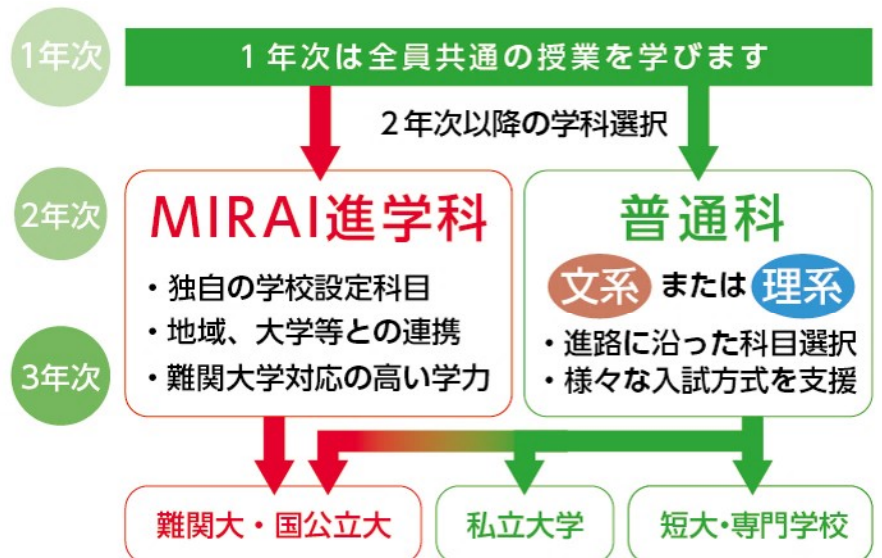 1年次
1年次は全員共通の授業を学びます
2年次以降の学科選択
2年次
MIRAI進学科
・独自の学校設定科目
・地域、大学等との連携
・難関大学対応の高い学力
普通科
文系 または 理系
・進路に沿った科目選択
・様々な入試方式を支援
3年次
難関大・国公立大
私立大学
短大・専門学校